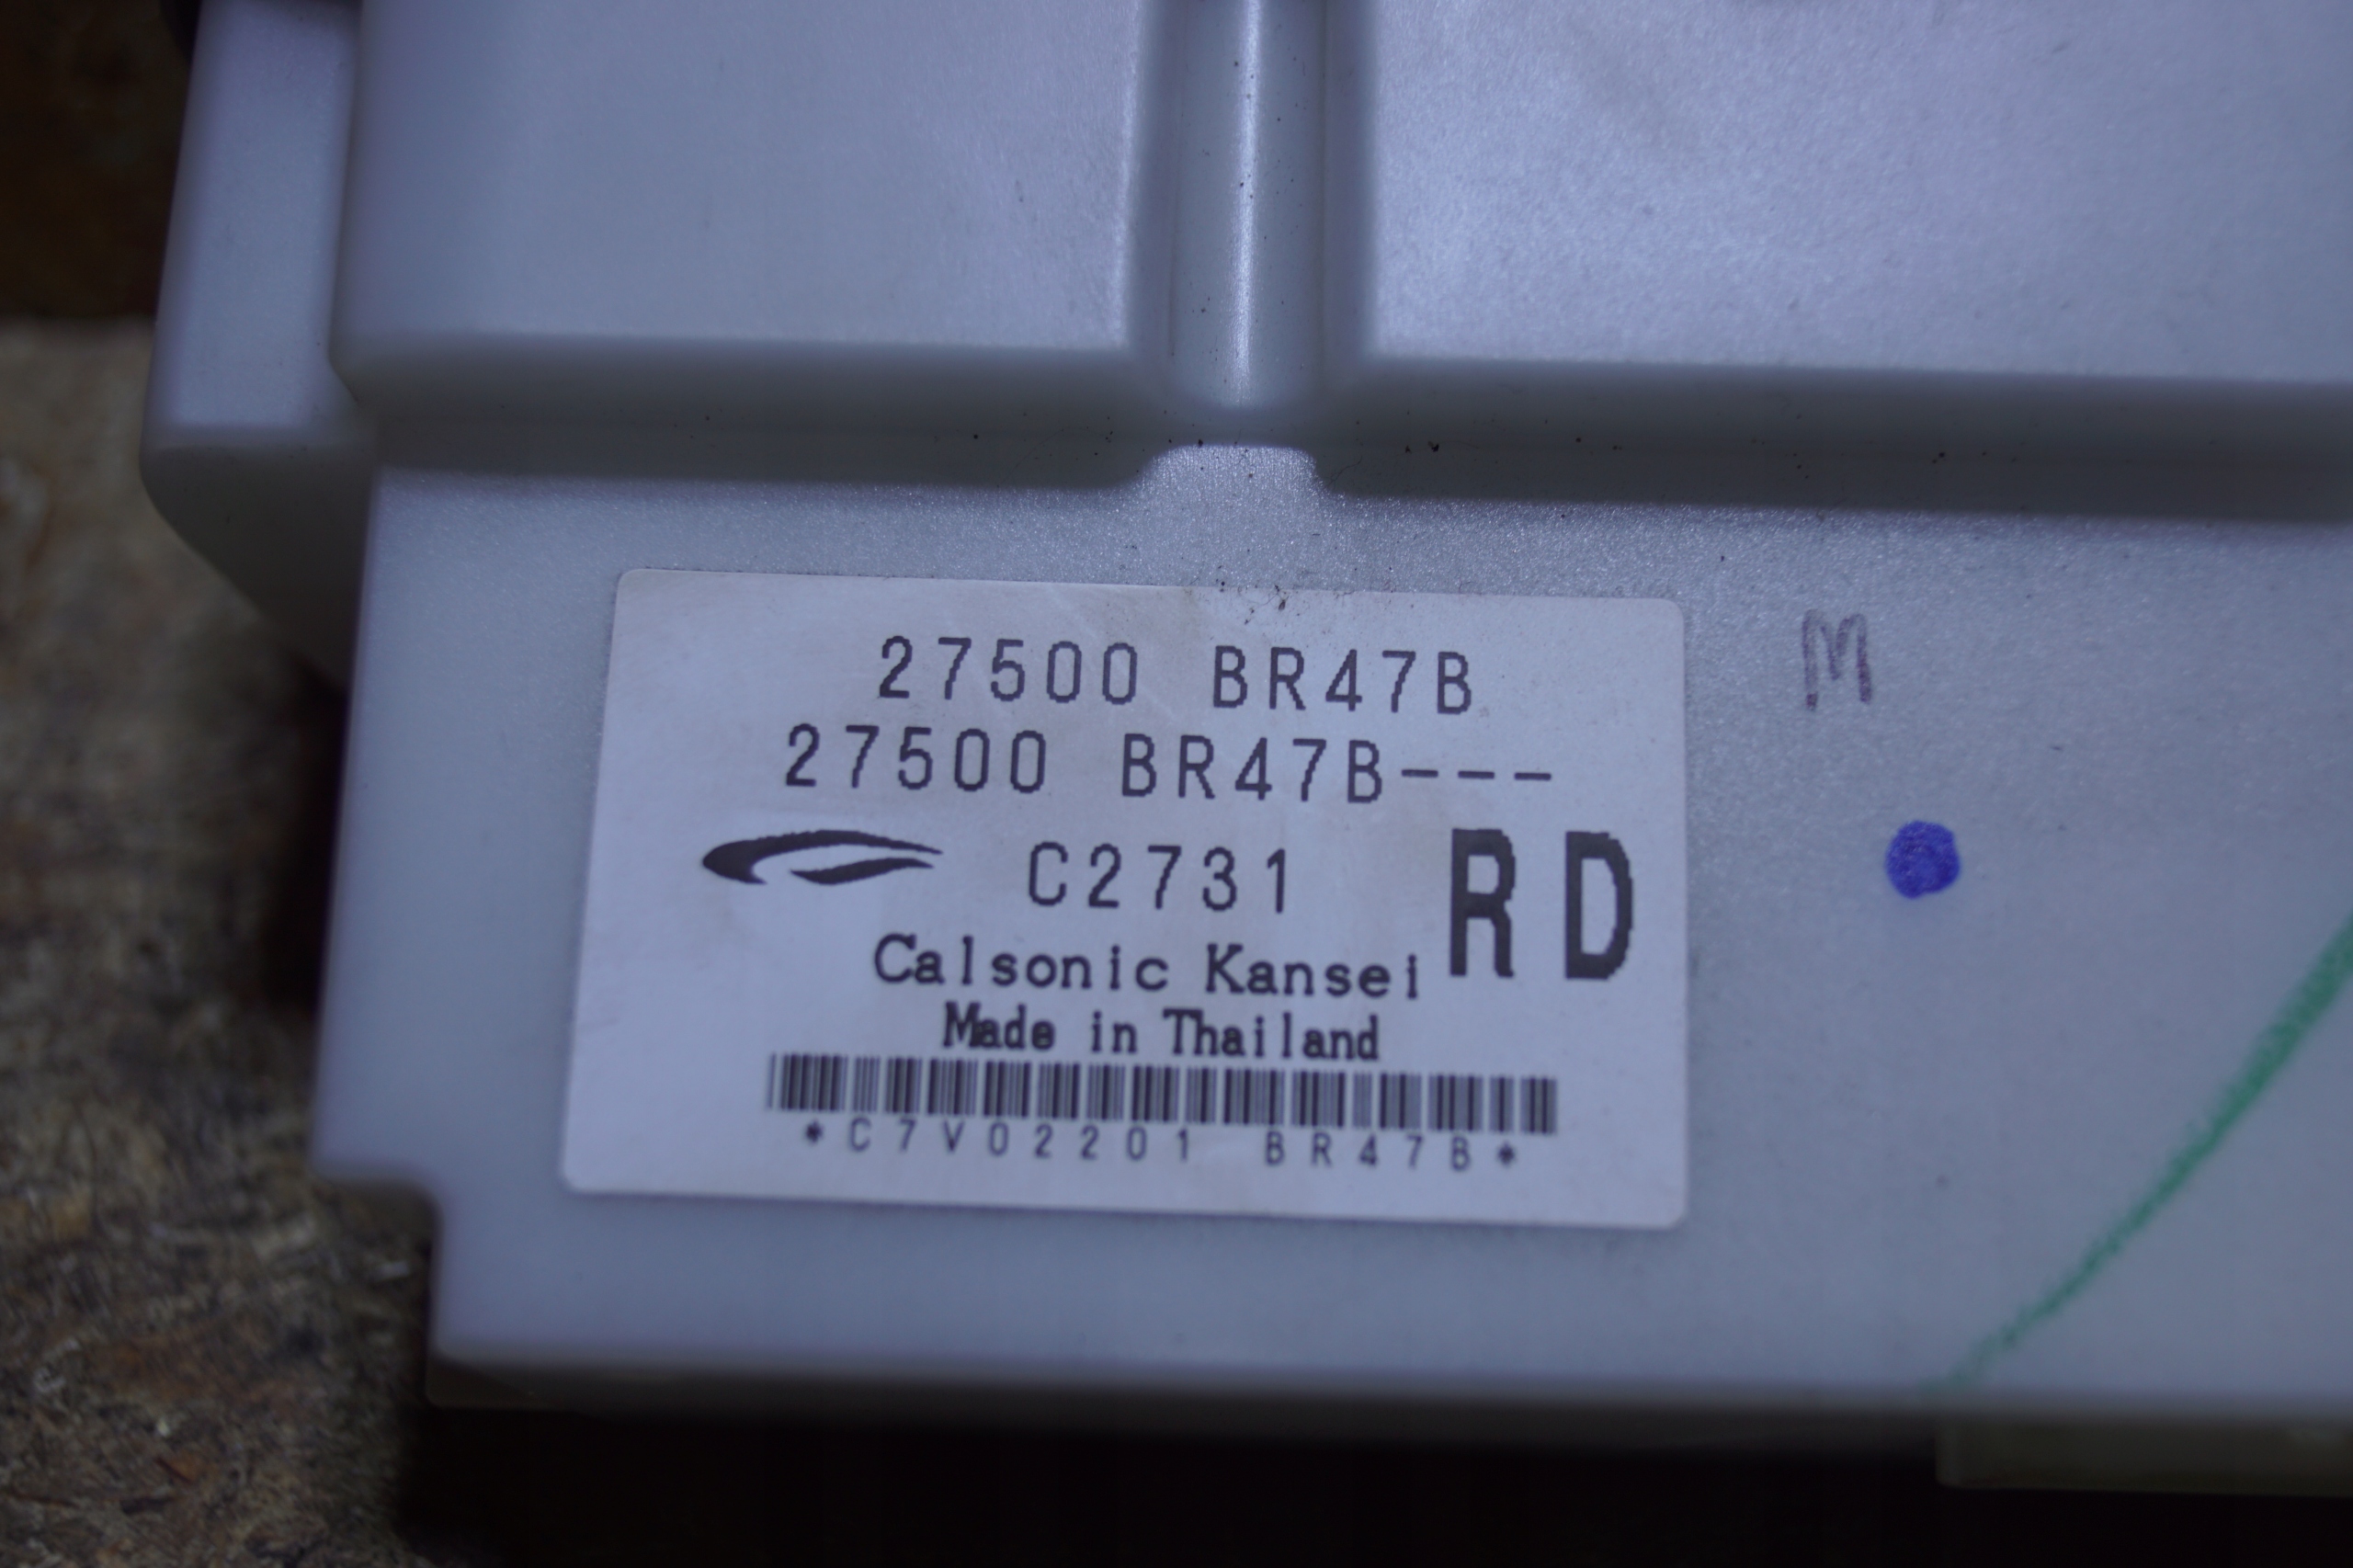 27500 BR47B
M
27500 BR47B---
C2731 RD
Calsonic Kansei
Made in Thailand
*C7V02201 BR47B*